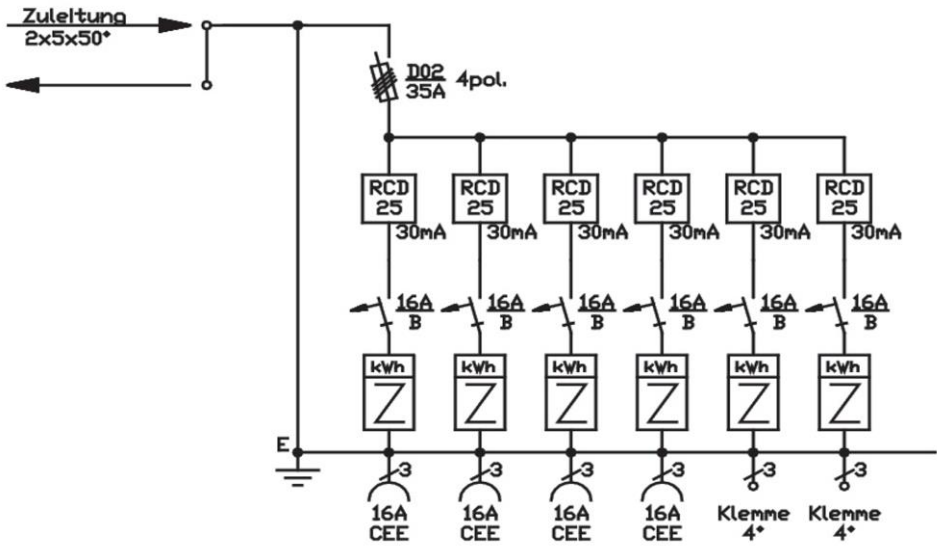 Zuleitung
2x5x50°
D02
35A
4pol.
RCD
25
RCD
25
RCD
25
RCD
25
RCD
25
RCD
25
30mA 30mA 30mA 30mA 30mA 30mA
16A 16A 16A 16A 16A 16A
B B B B B B
kWh kWh kWh kWh kWh kWh
Z Z Z Z Z Z
E
3 3 3 3 3 3
16A
CEE
16A
CEE
16A
CEE
16A
CEE
Klemme
4°
Klemme
4°